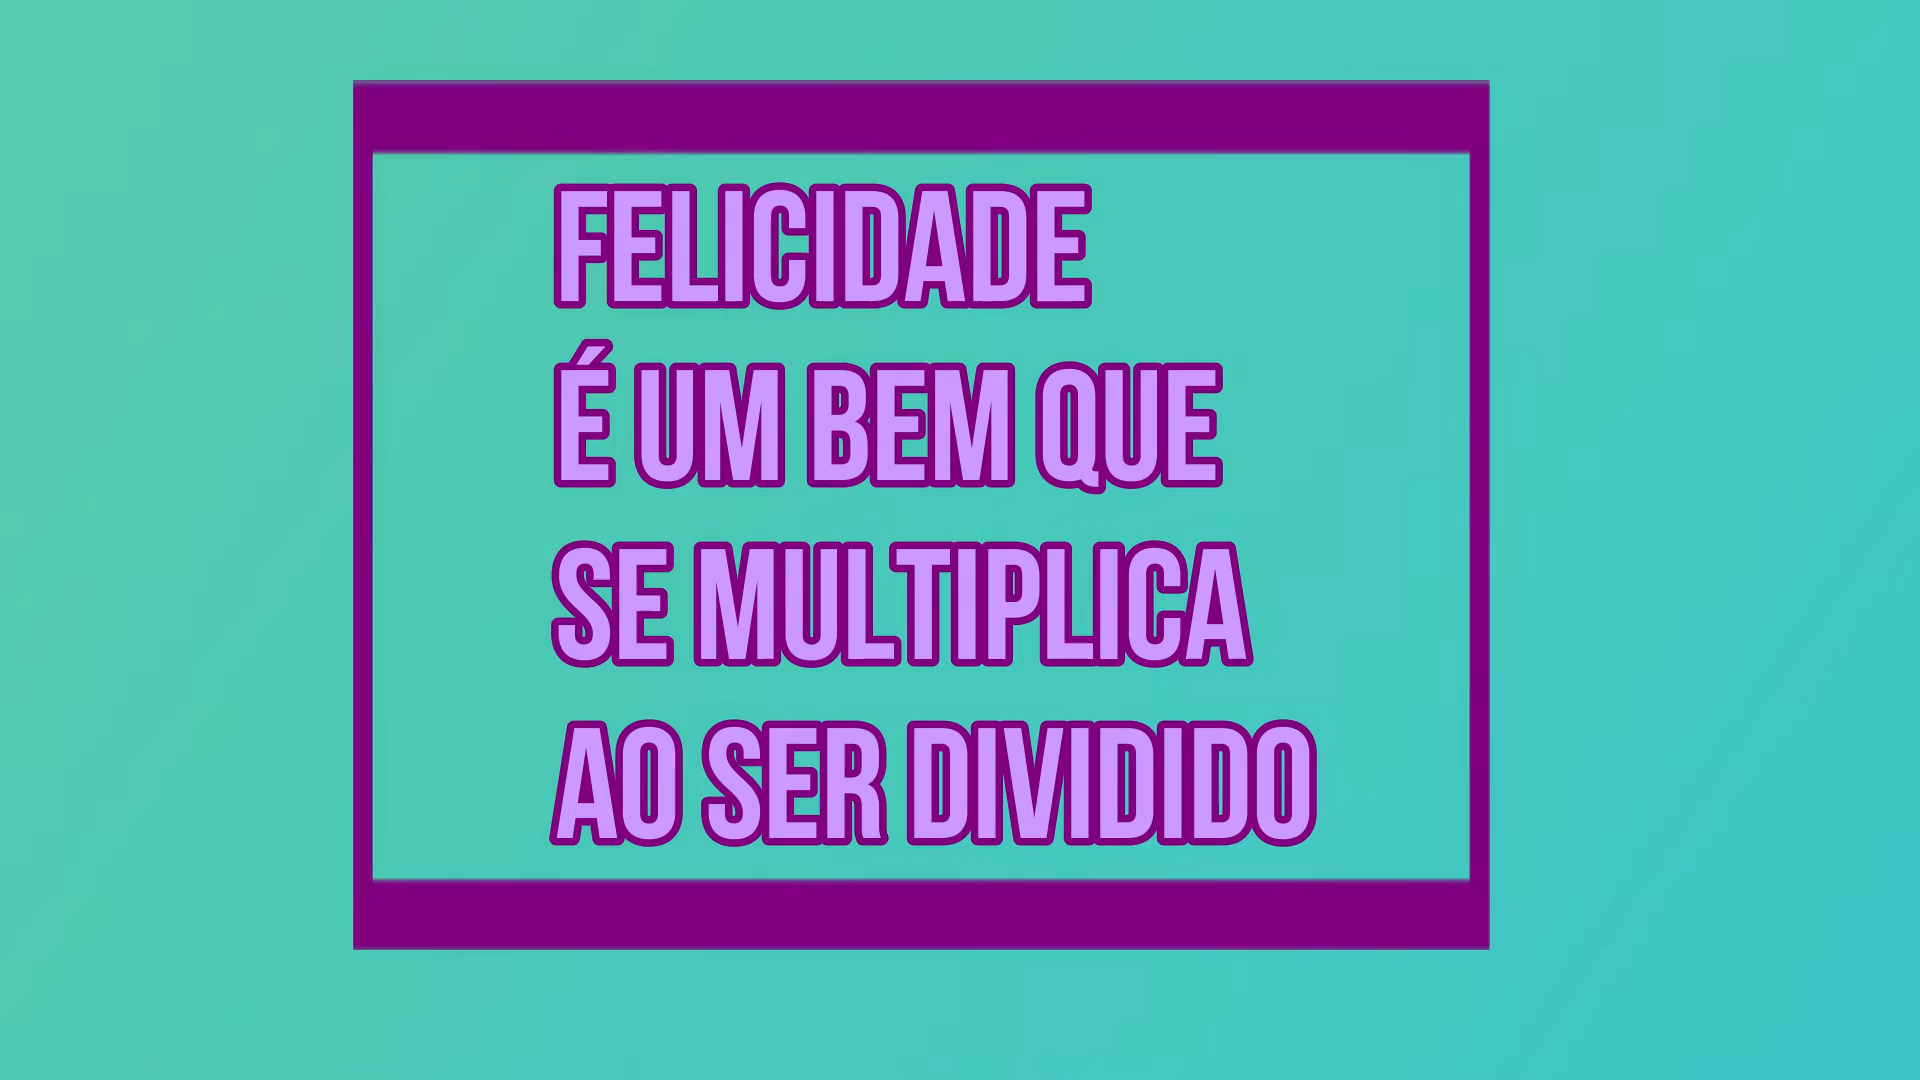 FELICIDADE
É UM BEM QUE
SE MULTIPLICA
AO SER DIVIDIDO